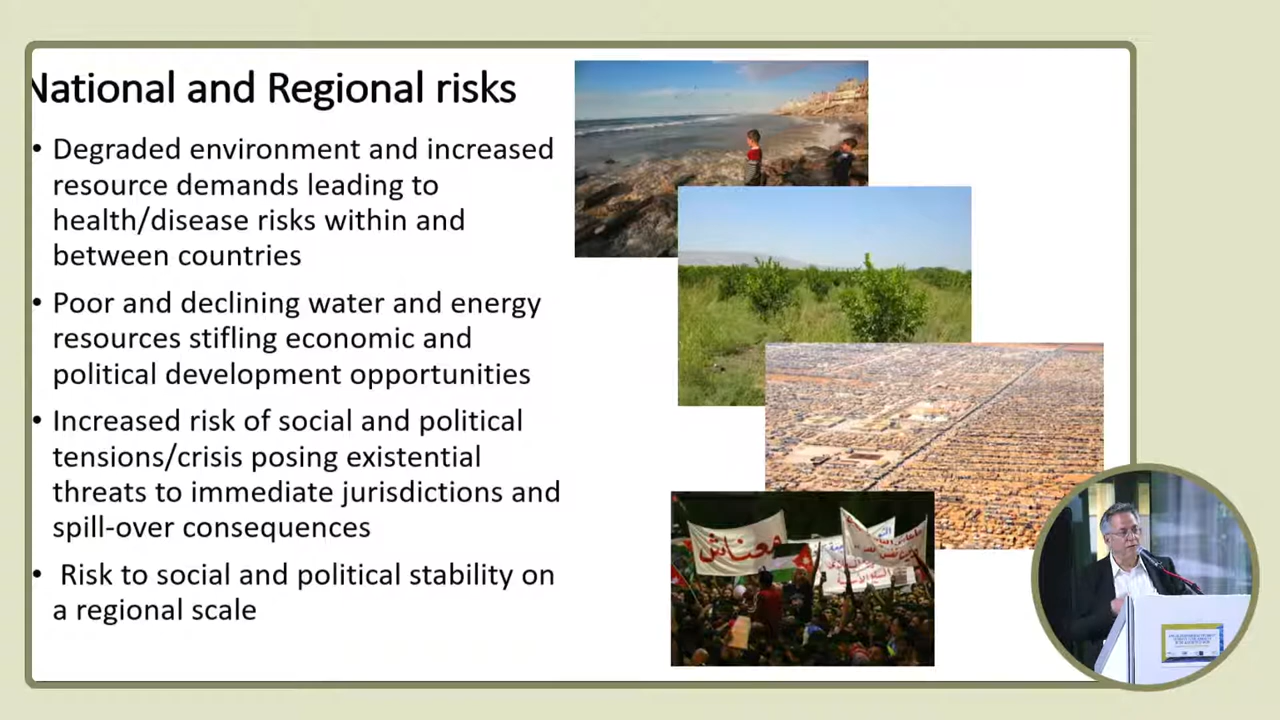 National and Regional risks
• Degraded environment and increased
resource demands leading to
health/disease risks within and
between countries
• Poor and declining water and energy
resources stifling economic and
political development opportunities
• Increased risk of social and political
tensions/crisis posing existential
threats to immediate jurisdictions and
spill-over consequences
• Risk to social and political stability on
a regional scale
معناش